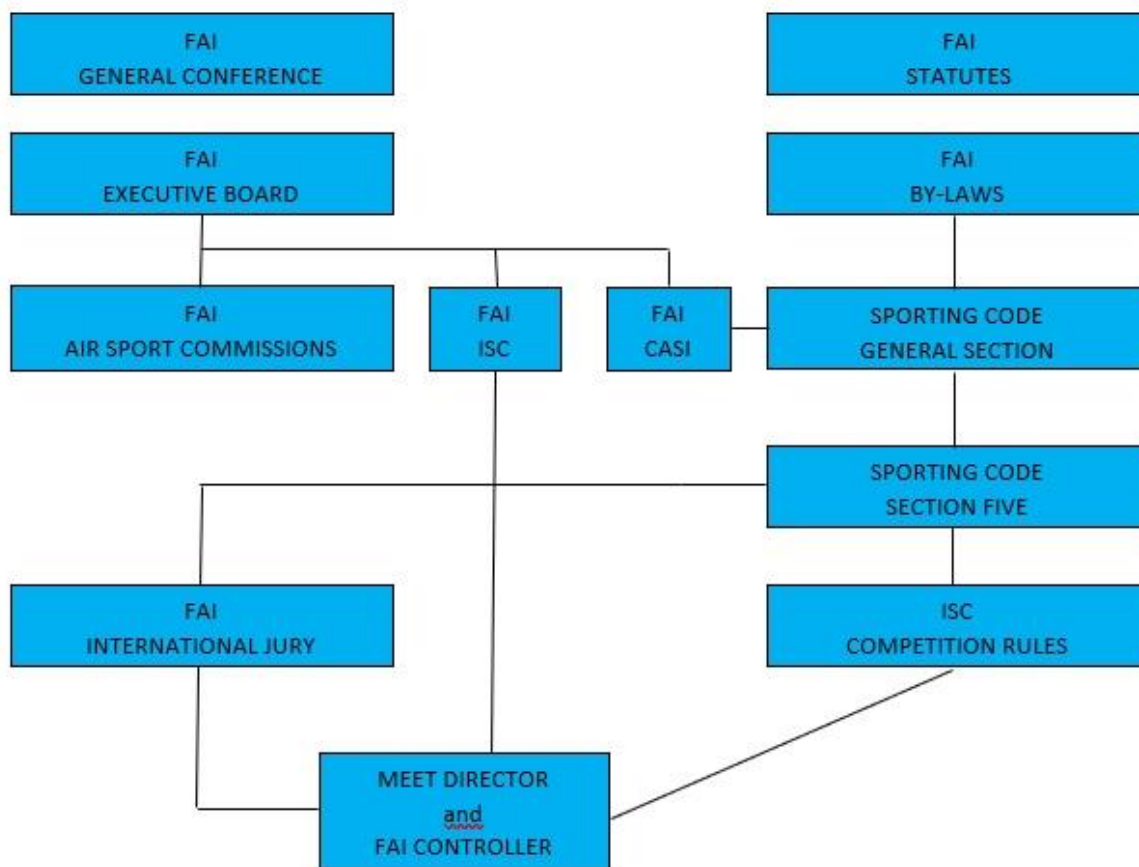 FAI
GENERAL CONFERENCE
FAI
STATUTES
FAI
EXECUTIVE BOARD
FAI
BY-LAWS
FAI
AIR SPORT COMMISSIONS
FAI
ISC
FAI
CASI
SPORTING CODE
GENERAL SECTION
SPORTING CODE
SECTION FIVE
FAI
INTERNATIONAL JURY
ISC
COMPETITION RULES
MEET DIRECTOR
and
FAI CONTROLLER